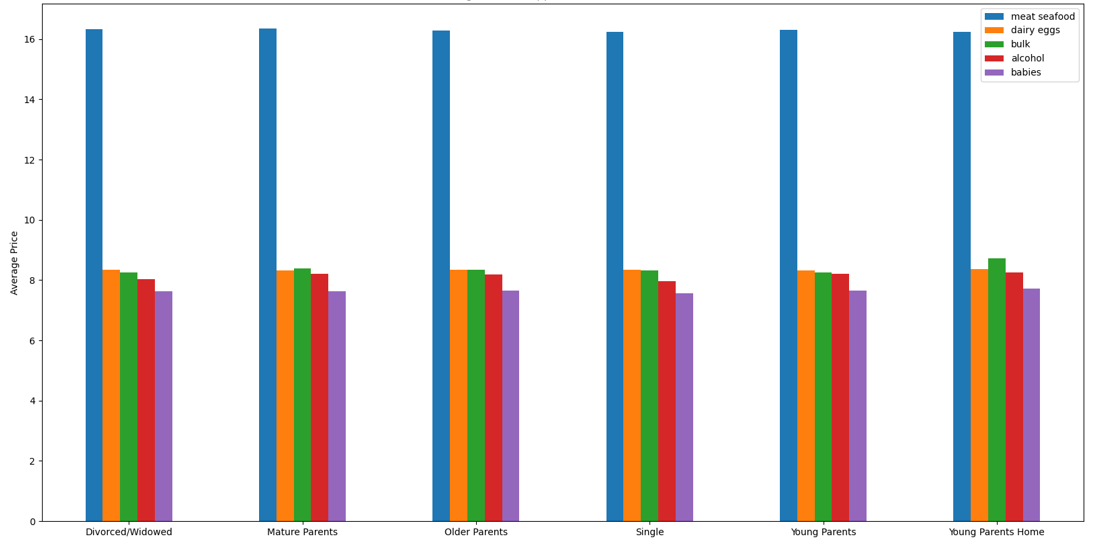 meat seafood
dairy eggs
bulk
alcohol
babies
Average Price
16
14
12
10
8
6
4
2
0
Divorced/Widowed
Mature Parents
Older Parents
Single
Young Parents
Young Parents Home